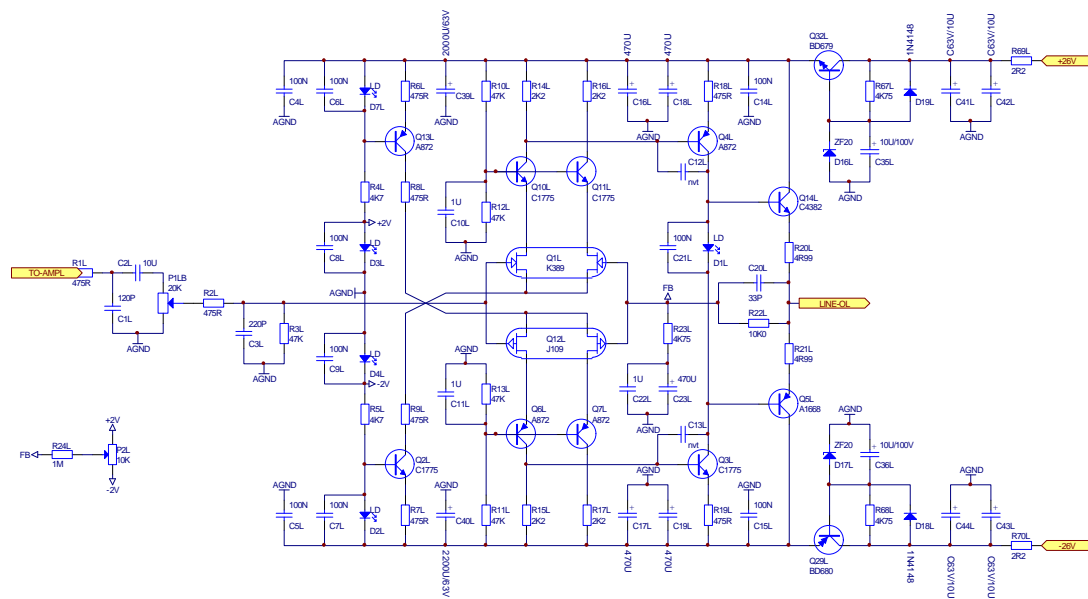 2000U/63V
470U
470U
Q32L
BD679
1N4148
C63V/10U
C63V/10U
R69L
+26V
2R2
100N
C4L
AGND
100N
C6L
LD
D7L
R6L
475R
C39L
AGND
R10L
47K
R14L
2K2
R16L
2K2
C16L
C18L
AGND
R18L
475R
100N
C14L
AGND
R67L
4K75
D19L
C41L
C42L
AGND
Q13L
A872
Q4L
A872
C12L
nvt
ZF20
D16L
10U/100V
C35L
AGND
R4L
4K7
R8L
475R
Q10L
C1775
Q11L
C1775
1U
C10L
AGND
R12L
47K
Q14L
C4382
+2V
100N
C8L
LD
D3L
100N
C21L
LD
D1L
R20L
4R99
TO-AMPL
R1L
475R
C2L
10U
P1LB
20K
Q1L
K389
C20L
33P
AGND
FB
LINE-OL
120P
C1L
AGND
R2L
475R
220P
C3L
R3L
47K
AGND
R22L
10K0
R23L
4K75
Q12L
J109
R21L
4R99
100N
C9L
LD
D4L
-2V
AGND
1U
C11L
R13L
47K
1U
C22L
470U
C23L
AGND
R5L
4K7
R9L
475R
Q6L
A872
Q7L
A872
C13L
nvt
Q5L
A1668
AGND
+2V
P2L
10K
-2V
FB
R24L
1M
Q2L
C1775
Q3L
C1775
ZF20
D17L
10U/100V
C36L
AGND
100N
C5L
100N
C7L
LD
D2L
R7L
475R
AGND
C40L
R11L
47K
R15L
2K2
R17L
2K2
AGND
C17L
C19L
R19L
475R
AGND
100N
C15L
R68L
4K75
D18L
AGND
C44L
C43L
R70L
2R2
-26V
2200U/63V
470U
470U
Q29L
BD680
1N4148
C63V/10U
C63V/10U